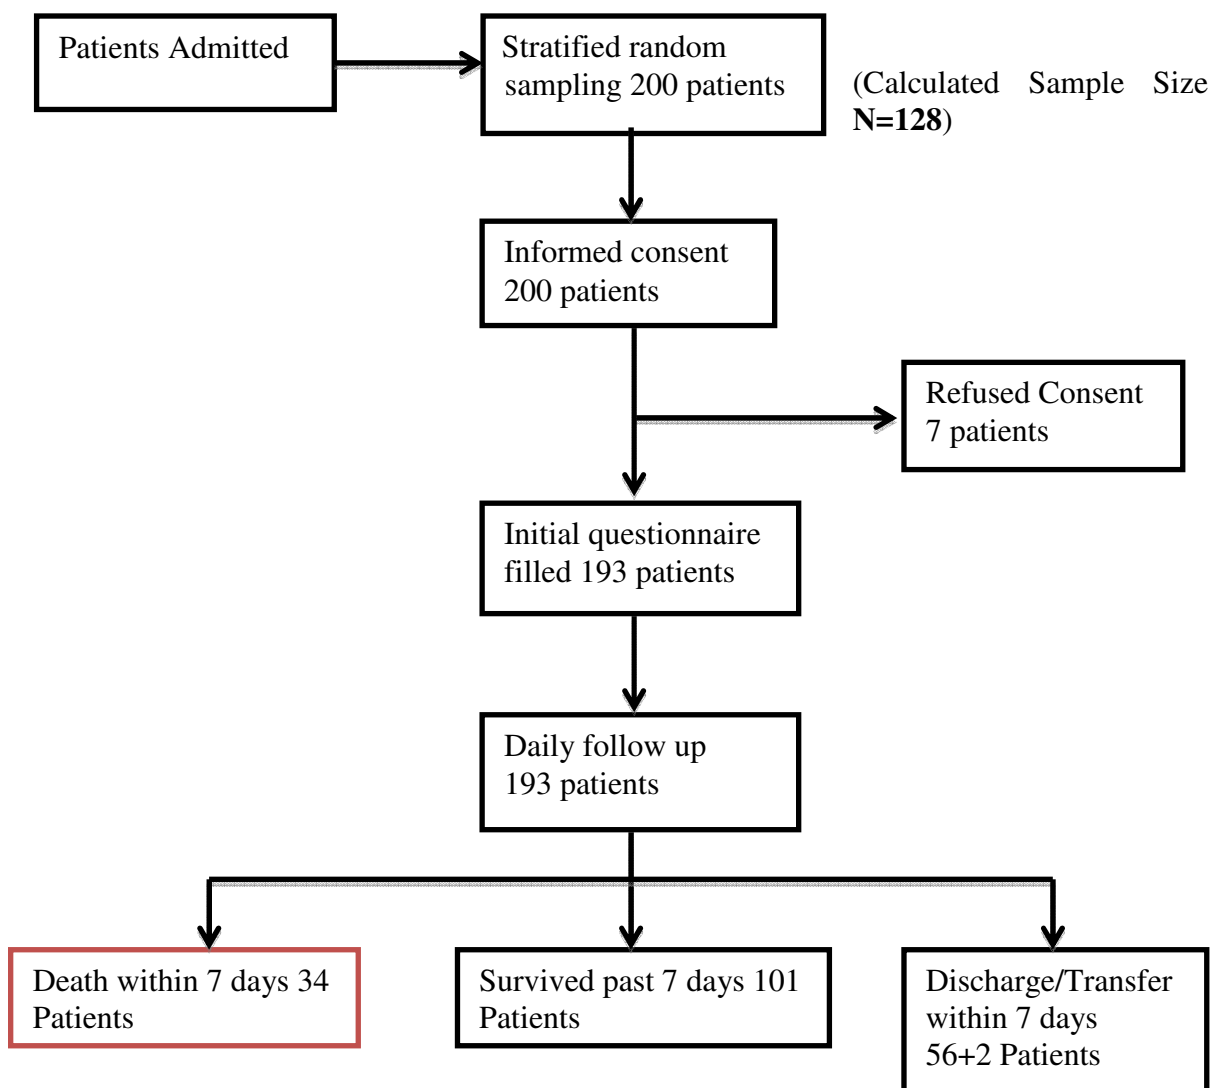 Patients Admitted
Stratified random
sampling 200 patients
(Calculated Sample Size
N=128)
Informed consent
200 patients
Refused Consent
7 patients
Initial questionnaire
filled 193 patients
Daily follow up
193 patients
Death within 7 days 34
Patients
Survived past 7 days 101
Patients
Discharge/Transfer
within 7 days
56+2 Patients